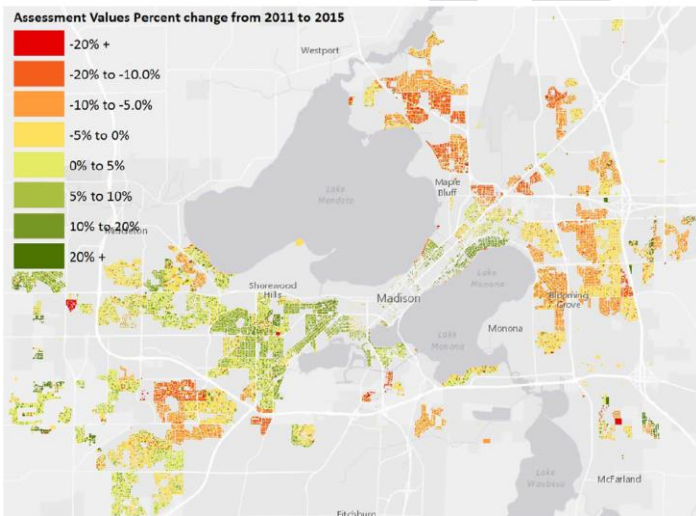 Assessment Values Percent change from 2011 to 2015
-20% +
-20% to -10.0%
-10% to -5.0%
-5% to 0%
0% to 5%
5% to 10%
10% to 20%
20% +
Westport
Lake
Mendota
Maple
Bluff
Shorewood
Hills
Madison
Lake
Monona
Lake
Monona
Monona
Blooming
Grove
Lake
Waubesa
McFarland
Fitchburg